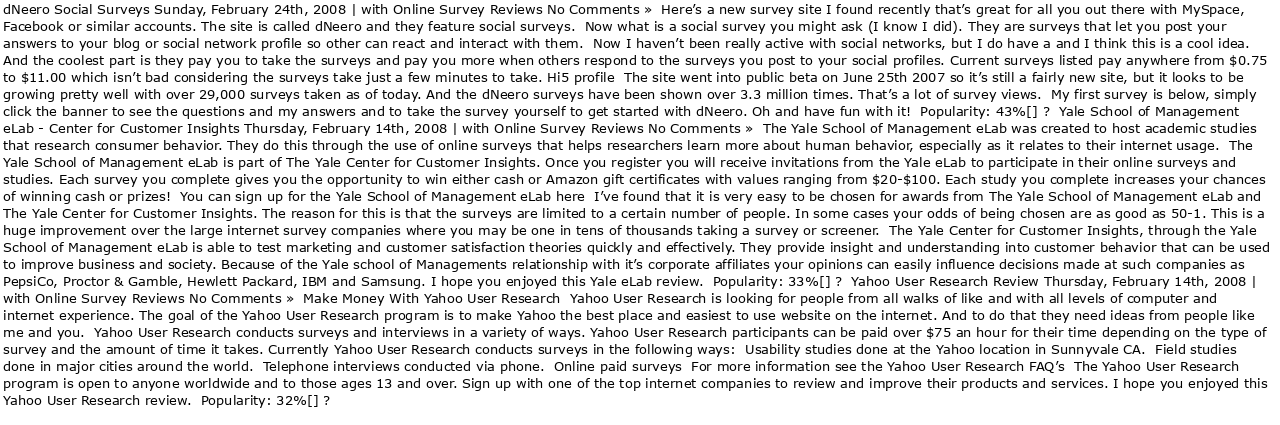 dNeero Social Surveys Sunday, February 24th, 2008 | with Online Survey Reviews No Comments »  Here’s a new survey site I found recently that’s great for all you out there with MySpace,
Facebook or similar accounts. The site is called dNeero and they feature social surveys.  Now what is a social survey you might ask (I know I did). They are surveys that let you post your
answers to your blog or social network profile so other can react and interact with them.  Now I haven’t been really active with social networks, but I do have a and I think this is a cool idea.
And the coolest part is they pay you to take the surveys and pay you more when others respond to the surveys you post to your social profiles. Current surveys listed pay anywhere from $0.75
to $11.00 which isn’t bad considering the surveys take just a few minutes to take. Hi5 profile  The site went into public beta on June 25th 2007 so it’s still a fairly new site, but it looks to be
growing pretty well with over 29,000 surveys taken as of today. And the dNeero surveys have been shown over 3.3 million times. That’s a lot of survey views.  My first survey is below, simply
click the banner to see the questions and my answers and to take the survey yourself to get started with dNeero. Oh and have fun with it!  Popularity: 43%[] ?  Yale School of Management
eLab - Center for Customer Insights Thursday, February 14th, 2008 | with Online Survey Reviews No Comments »  The Yale School of Management eLab was created to host academic studies
that research consumer behavior. They do this through the use of online surveys that helps researchers learn more about human behavior, especially as it relates to their internet usage.  The
Yale School of Management eLab is part of The Yale Center for Customer Insights. Once you register you will receive invitations from the Yale eLab to participate in their online surveys and
studies. Each survey you complete gives you the opportunity to win either cash or Amazon gift certificates with values ranging from $20-$100. Each study you complete increases your chances
of winning cash or prizes!  You can sign up for the Yale School of Management eLab here  I’ve found that it is very easy to be chosen for awards from The Yale School of Management eLab and
The Yale Center for Customer Insights. The reason for this is that the surveys are limited to a certain number of people. In some cases your odds of being chosen are as good as 50-1. This is a
huge improvement over the large internet survey companies where you may be one in tens of thousands taking a survey or screener.  The Yale Center for Customer Insights, through the Yale
School of Management eLab is able to test marketing and customer satisfaction theories quickly and effectively. They provide insight and understanding into customer behavior that can be used
to improve business and society. Because of the Yale school of Managements relationship with it’s corporate affiliates your opinions can easily influence decisions made at such companies as
PepsiCo, Proctor & Gamble, Hewlett Packard, IBM and Samsung. I hope you enjoyed this Yale eLab review.  Popularity: 33%[] ?  Yahoo User Research Review Thursday, February 14th, 2008 |
with Online Survey Reviews No Comments »  Make Money With Yahoo User Research  Yahoo User Research is looking for people from all walks of like and with all levels of computer and
internet experience. The goal of the Yahoo User Research program is to make Yahoo the best place and easiest to use website on the internet. And to do that they need ideas from people like
me and you.  Yahoo User Research conducts surveys and interviews in a variety of ways. Yahoo User Research participants can be paid over $75 an hour for their time depending on the type of
survey and the amount of time it takes. Currently Yahoo User Research conducts surveys in the following ways:  Usability studies done at the Yahoo location in Sunnyvale CA.  Field studies
done in major cities around the world.  Telephone interviews conducted via phone.  Online paid surveys  For more information see the Yahoo User Research FAQ’s  The Yahoo User Research
program is open to anyone worldwide and to those ages 13 and over. Sign up with one of the top internet companies to review and improve their products and services. I hope you enjoyed this
Yahoo User Research review.  Popularity: 32%[] ?